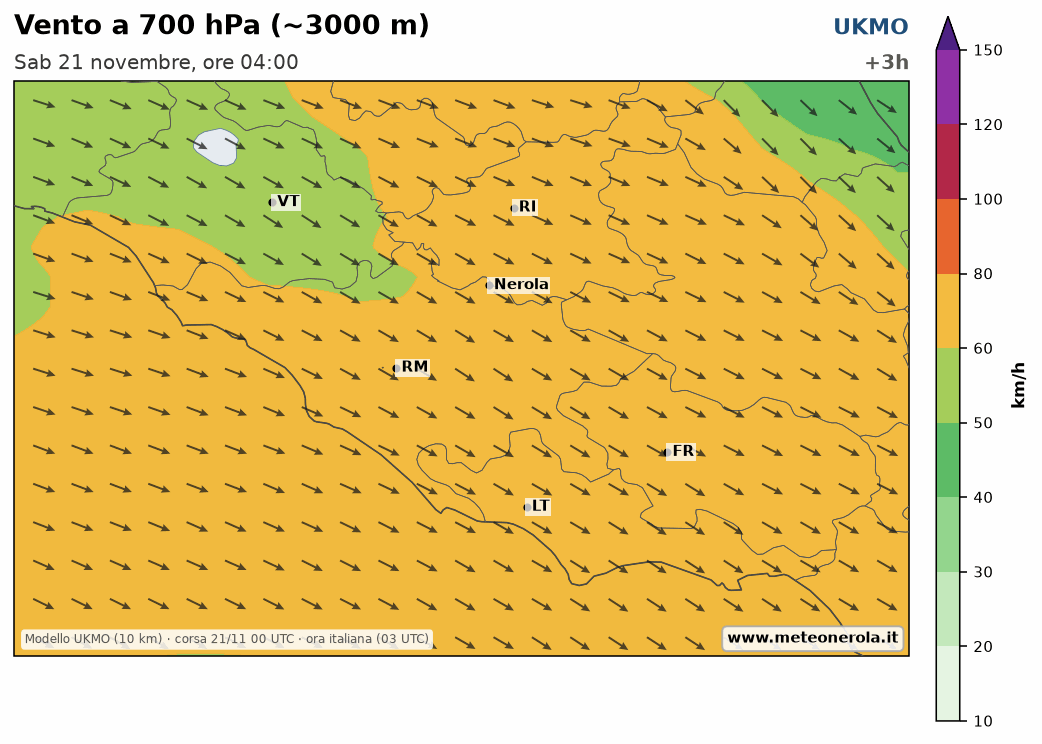 Vento a 700 hPa (~3000 m)
UKMO
Sab 21 novembre, ore 04:00
+3h
VT
RI
Nerola
RM
FR
LT
Modello UKMO (10 km) · corsa 21/11 00 UTC · ora italiana (03 UTC)
www.meteonerola.it
150
120
100
80
60
50
40
30
20
10
km/h